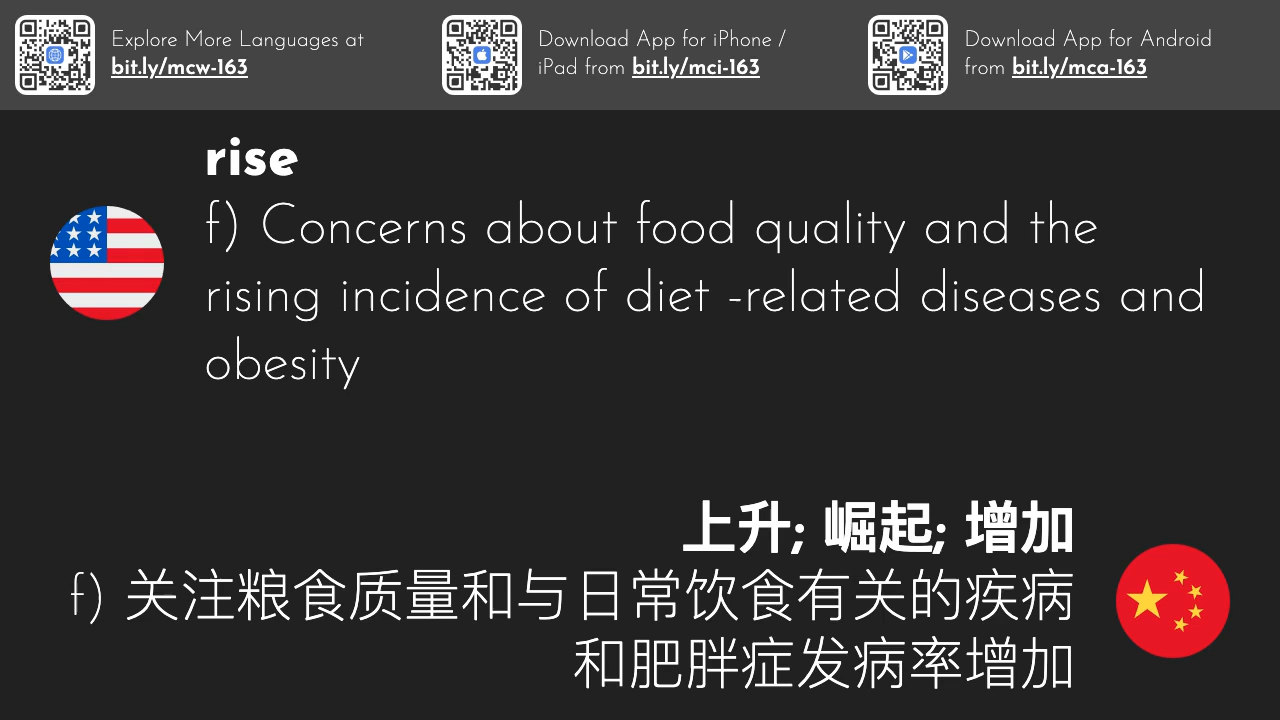 Explore More Languages at
bit.ly/mcw-163
Download App for iPhone /
iPad from bit.ly/mci-163
Download App for Android
from bit.ly/mca-163
rise
f) Concerns about food quality and the
rising incidence of diet -related diseases and
obesity
上升; 崛起; 增加
f) 关注粮食质量和与日常饮食有关的疾病
和肥胖症发病率增加